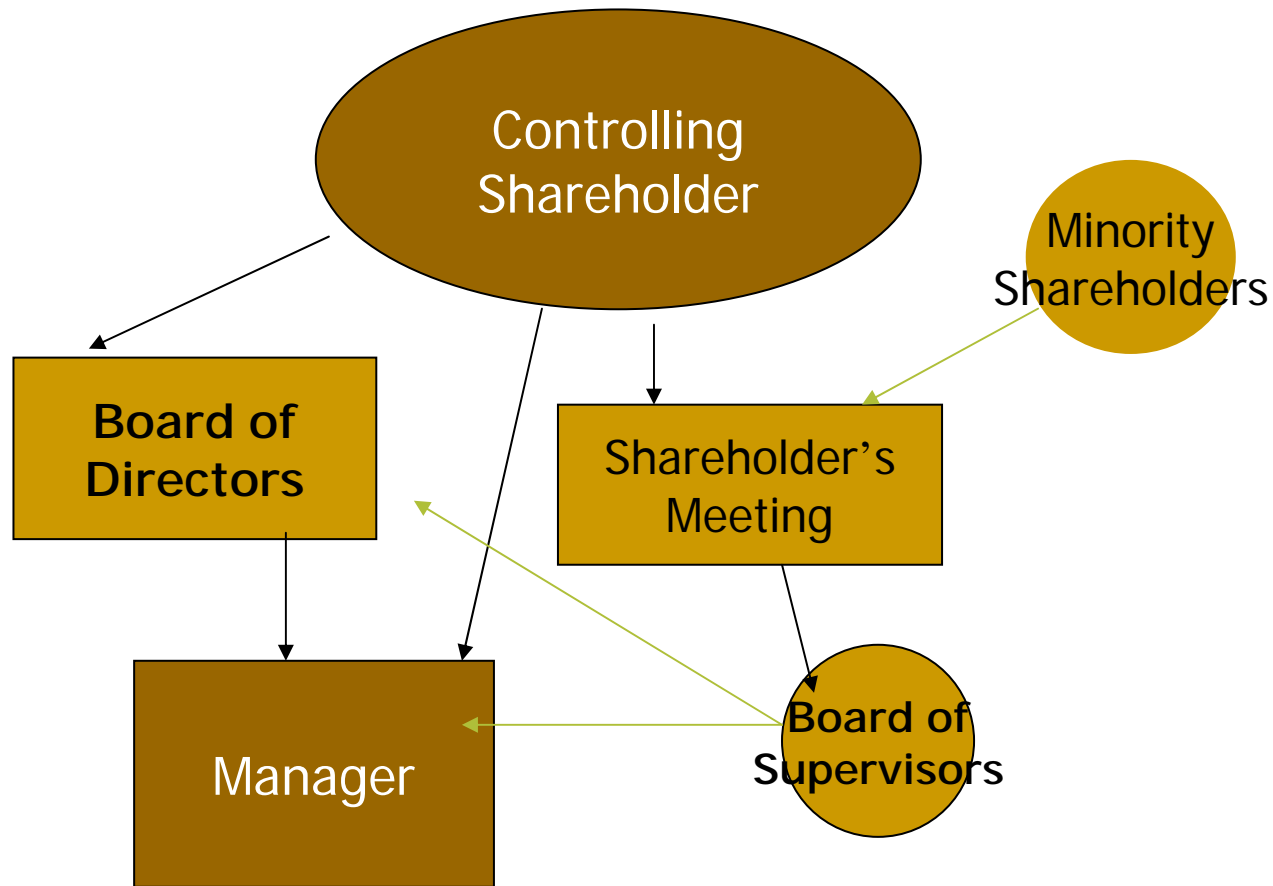 Controlling
Shareholder
Minority
Shareholders
Board of
Directors
Shareholder’s
Meeting
Manager
Board of
Supervisors